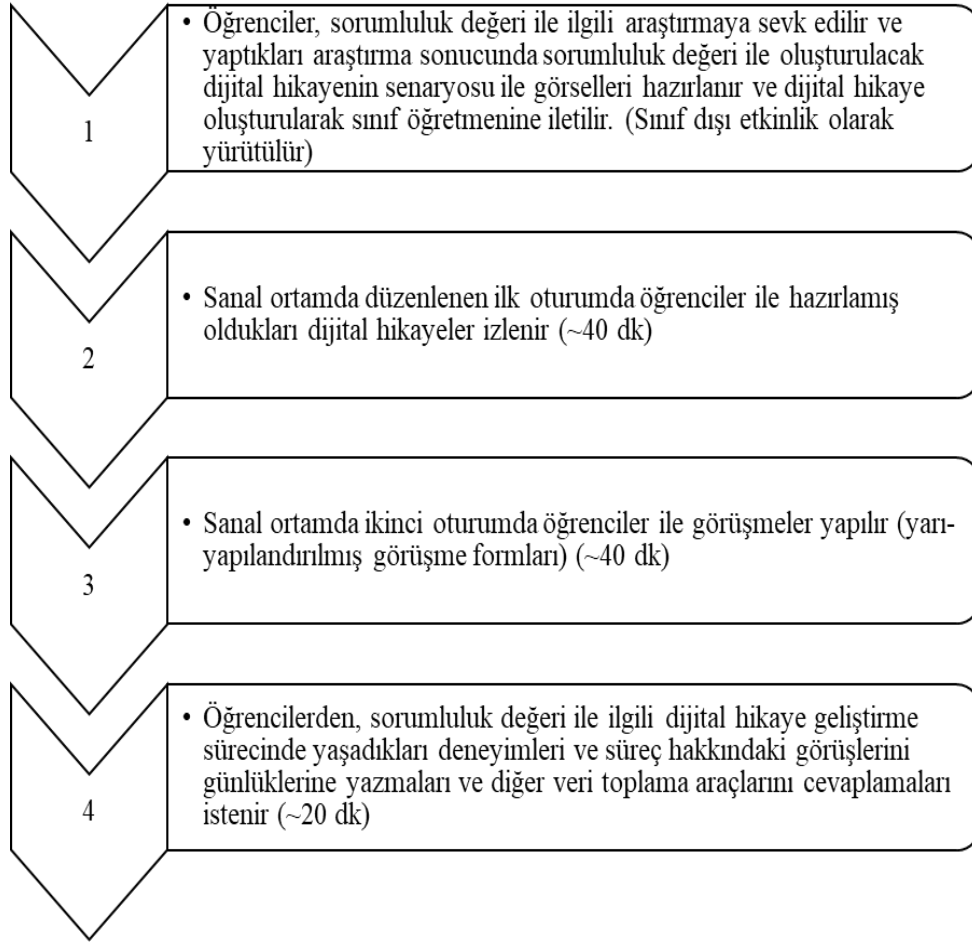 1
• Öğrenciler, sorumluluk değeri ile ilgili araştırmaya sevk edilir ve
yaptıkları araştırma sonucunda sorumluluk değeri ile oluşturulacak
dijital hikayenin senaryosu ile görselleri hazırlanır ve dijital hikaye
oluşturularak sınıf öğretmenine iletilir. (Sınıf dışı etkinlik olarak
yürütülür)
2
• Sanal ortamda düzenlenen ilk oturumda öğrenciler ile hazırlamış
oldukları dijital hikayeler izlenir (~40 dk)
3
• Sanal ortamda ikinci oturumda öğrenciler ile görüşmeler yapılır (yarı-
yapılandırılmış görüşme formları) (~40 dk)
4
• Öğrencilerden, sorumluluk değeri ile ilgili dijital hikaye geliştirme
sürecinde yaşadıkları deneyimleri ve süreç hakkındaki görüşlerini
günlüklerine yazmaları ve diğer veri toplama araçlarını cevaplamaları
istenir (~20 dk)